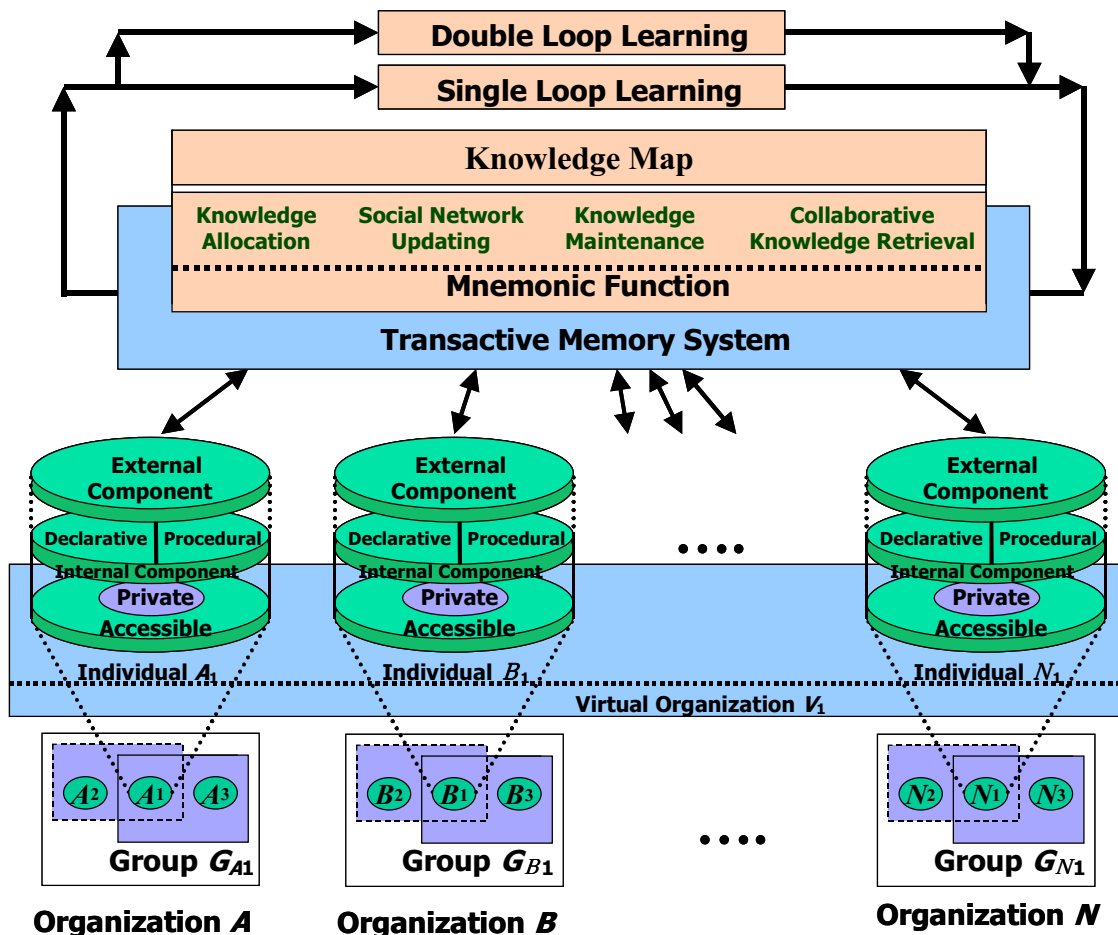 Double Loop Learning
Single Loop Learning
Knowledge Map
Knowledge Allocation
Social Network Updating
Knowledge Maintenance
Collaborative Knowledge Retrieval
Mnemonic Function
Transactive Memory System
External Component
External Component
External Component
Declarative Procedural
Declarative Procedural
....
Declarative Procedural
Internal Component
Internal Component
Internal Component
Private
Private
Private
Accessible
Accessible
Accessible
Individual A1
Individual B1
Individual N1
Virtual Organization V1
A2 A1 A3
B2 B1 B3
N2 N1 N3
....
Group GA1
Group GB1
Group GN1
Organization A
Organization B
Organization N